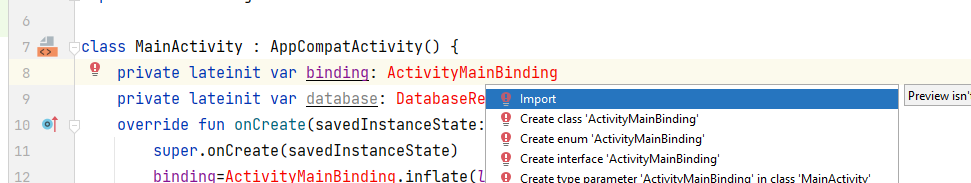 6
7 class MainActivity : AppCompatActivity() {
8 private lateinit var binding: ActivityMainBinding
9 private lateinit var database: DatabaseRe
Import
Preview isn'
10 override fun onCreate(savedInstanceState:
Create class 'ActivityMainBinding'
Create enum 'ActivityMainBinding'
11 super.onCreate(savedInstanceState)
Create interface 'ActivityMainBinding'
12 binding=ActivityMainBinding.inflate(l
Create type parameter 'ActivityMainBinding' in class 'MainActivity'